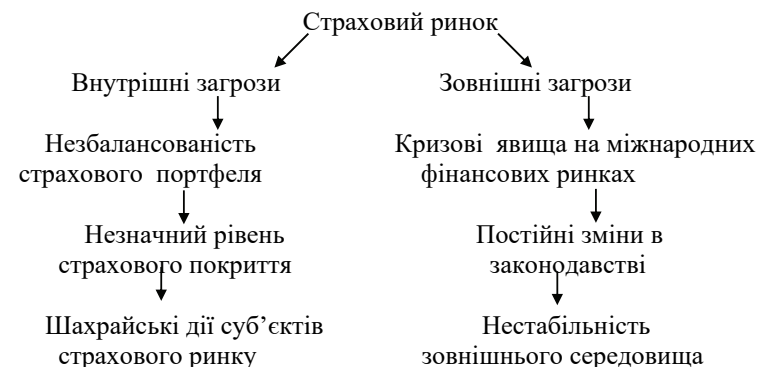 Страховий ринок
Внутрішні загрози
Незбалансованість
страхового портфеля
Незначний рівень
страхового покриття
Шахрайські дії суб’єктів
страхового ринку
Зовнішні загрози
Кризові явища на міжнародних
фінансових ринках
Постійні зміни в
законодавстві
Нестабільність
зовнішнього середовища